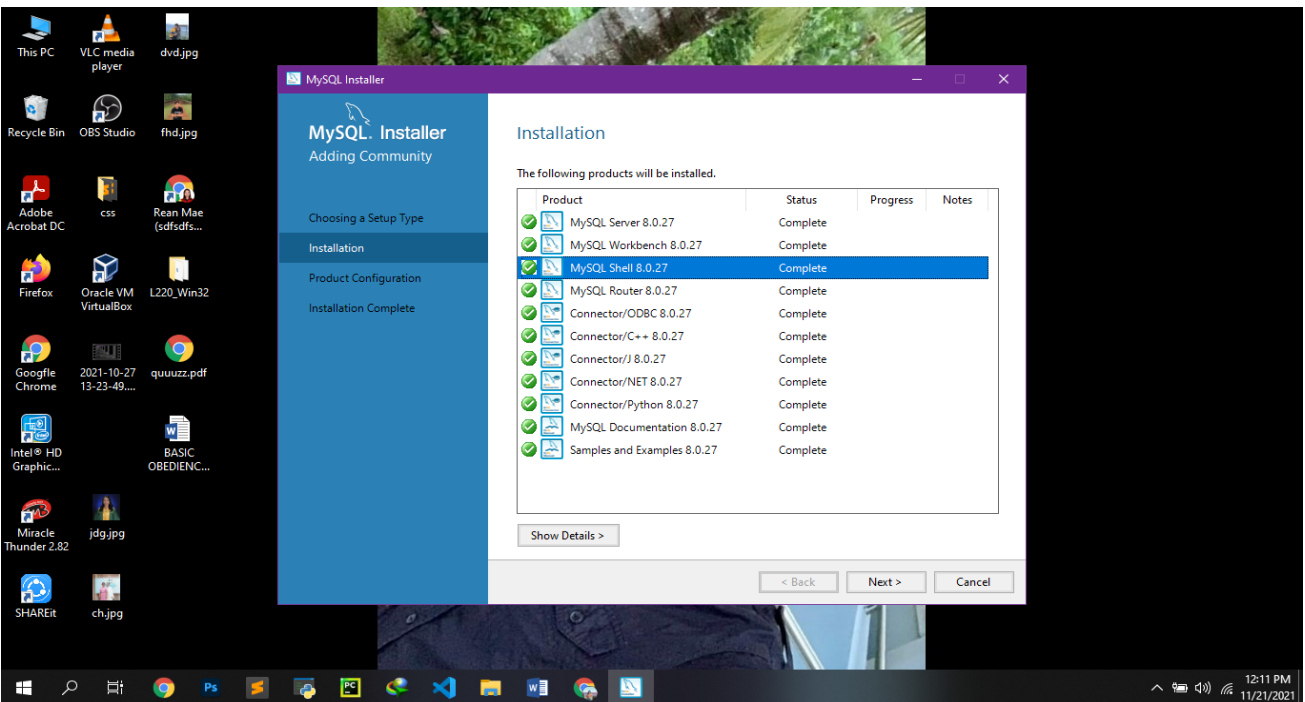 This PC
VLC media
player
dvd.jpg
Recycle Bin
OBS Studio
fhd.jpg
Adobe
Acrobat DC
css
Rean Mae
(sdfsdfs...
Firefox
Oracle VM
VirtualBox
L220_Win32
Googfle
Chrome
2021-10-27
13-23-49....
quuuzz.pdf
Intel® HD
Graphic...
BASIC
OBEDIENC...
Miracle
Thunder 2.82
jdg.jpg
SHAREit
ch.jpg
MySQL Installer
MySQL. Installer
Adding Community
Choosing a Setup Type
Installation
Product Configuration
Installation Complete
Installation
The following products will be installed.
Product Status Progress Notes
MySQL Server 8.0.27 Complete
MySQL Workbench 8.0.27 Complete
MySQL Shell 8.0.27 Complete
MySQL Router 8.0.27 Complete
Connector/ODBC 8.0.27 Complete
Connector/C++ 8.0.27 Complete
Connector/J 8.0.27 Complete
Connector/NET 8.0.27 Complete
Connector/Python 8.0.27 Complete
MySQL Documentation 8.0.27 Complete
Samples and Examples 8.0.27 Complete
Show Details >
< Back Next > Cancel
Ps
PC
W
12:11 PM
11/21/2021